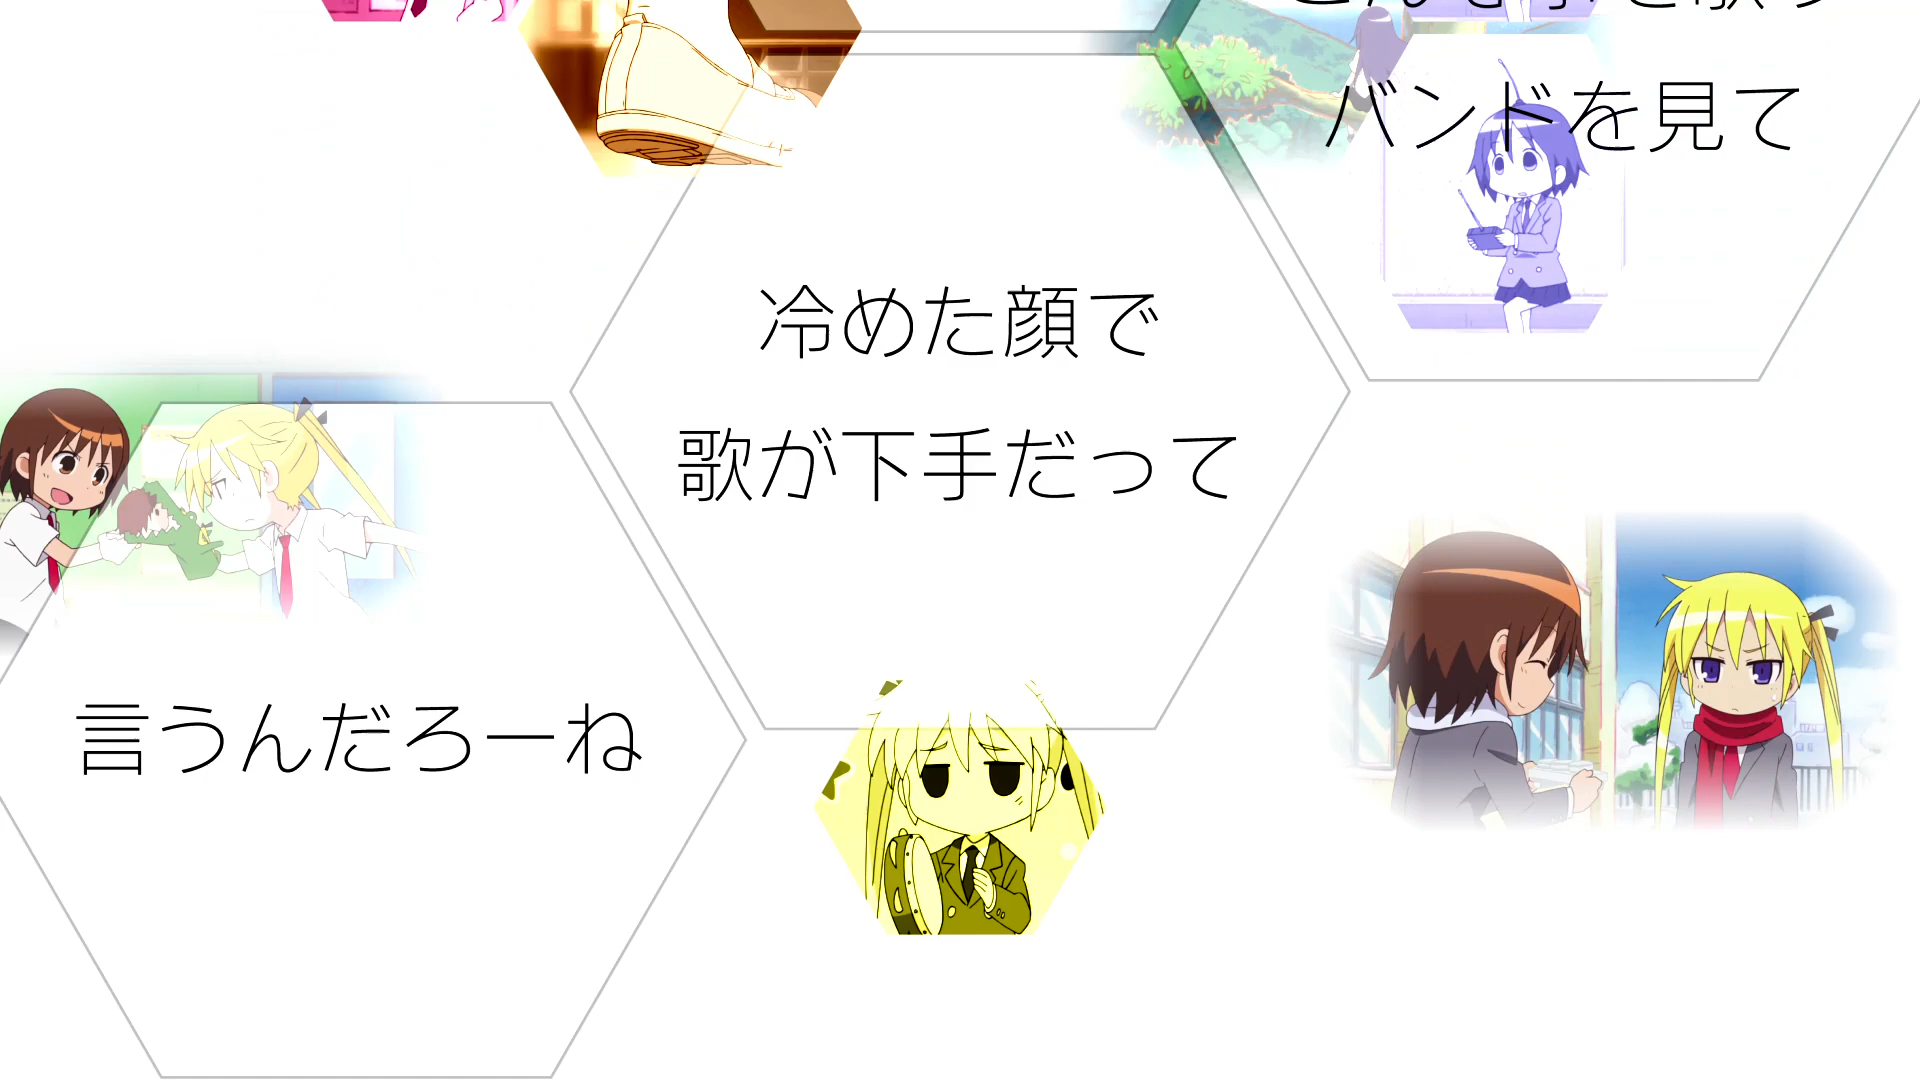 バンドを見て
冷めた顔で
歌が下手だって
言うんだろーね